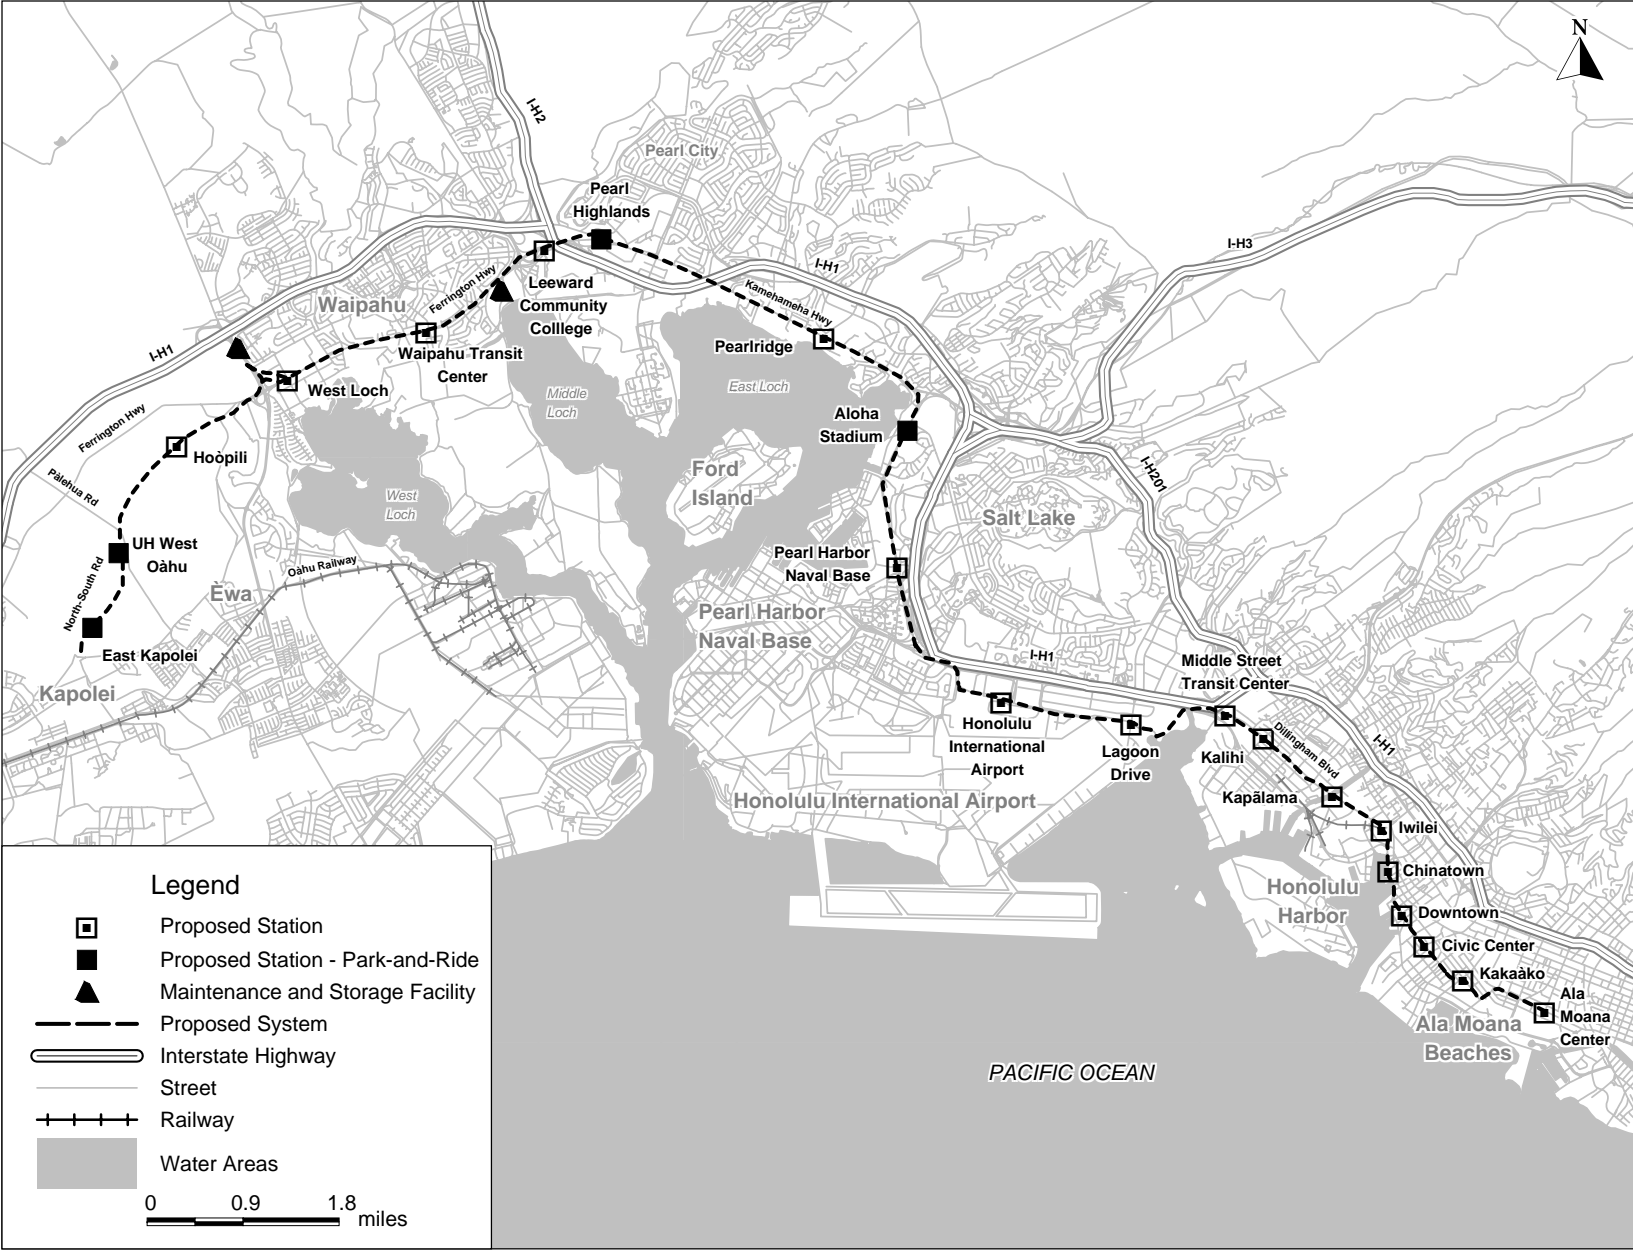 N
I-H2
Pearl City
Pearl
Highlands
I-H3
I-H1
Leeward
Community
Colllege
Ferrington Hwy
Waipahu
Kamehameha Hwy
I-H1
Waipahu Transit
Center
Pearlridge
West Loch
Middle
Loch
East Loch
Ferrington Hwy
Aloha
Stadium
Hoòpili
Pàlehua Rd
West
Loch
Ford
Island
I-H201
Salt Lake
UH West
Oàhu
North-South Rd
Oàhu Railway
Èwa
Pearl Harbor
Naval Base
Pearl Harbor
Naval Base
East Kapolei
Kapolei
I-H1
Middle Street
Transit Center
Honolulu
International
Airport
Lagoon
Drive
Kalihi
Dillingham Blvd
I-H1
Kapãlama
Honolulu International Airport
Iwilei
Chinatown
Honolulu
Harbor
Downtown
Civic Center
Kakaàko
Ala
Moana
Center
Ala Moana
Beaches
PACIFIC OCEAN
Legend
Proposed Station
Proposed Station - Park-and-Ride
Maintenance and Storage Facility
Proposed System
Interstate Highway
Street
Railway
Water Areas
0 0.9 1.8
miles